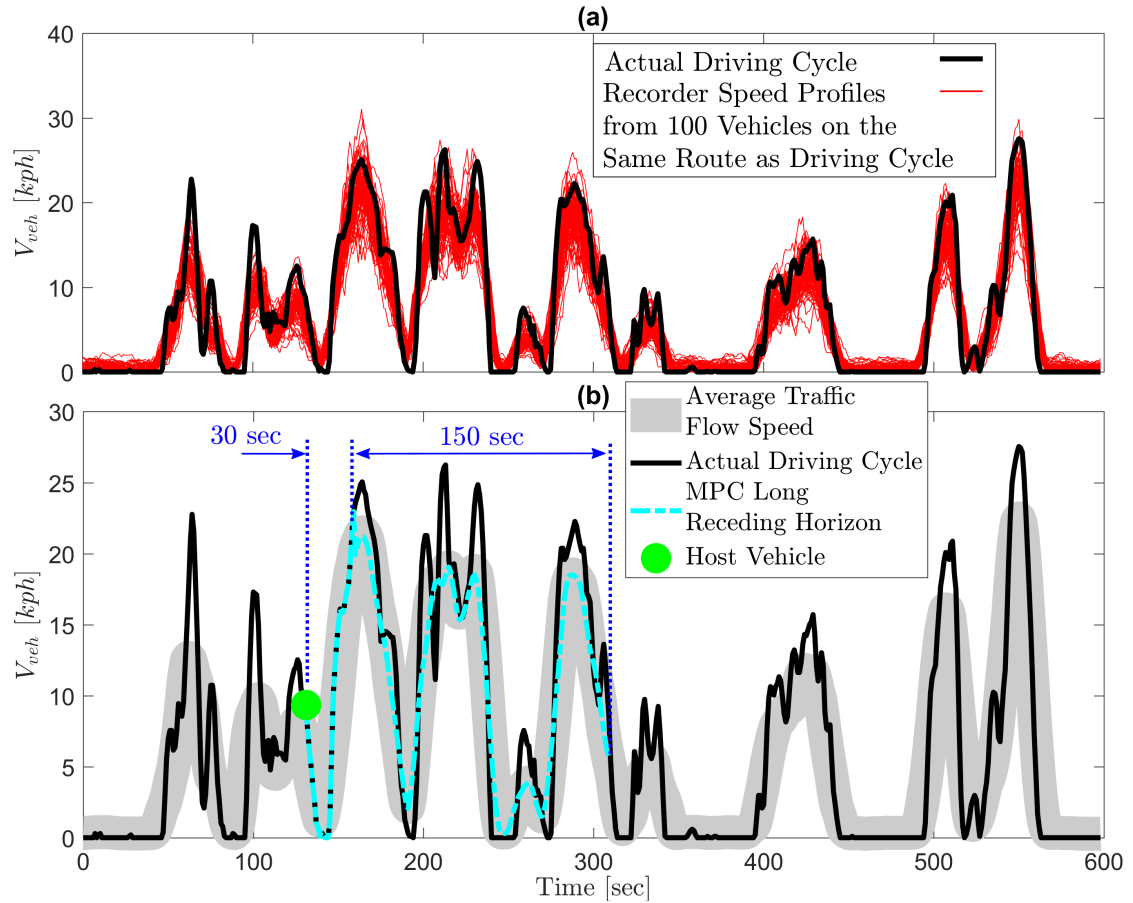 (a)
40
30
20
10
0
V_veh [kph]
Actual Driving Cycle
Recorder Speed Profiles
from 100 Vehicles on the
Same Route as Driving Cycle
(b)
30
25
20
15
10
5
0
V_veh [kph]
30 sec
150 sec
Average Traffic
Flow Speed
Actual Driving Cycle
MPC Long
Receding Horizon
Host Vehicle
0 100 200 300 400 500 600
Time [sec]